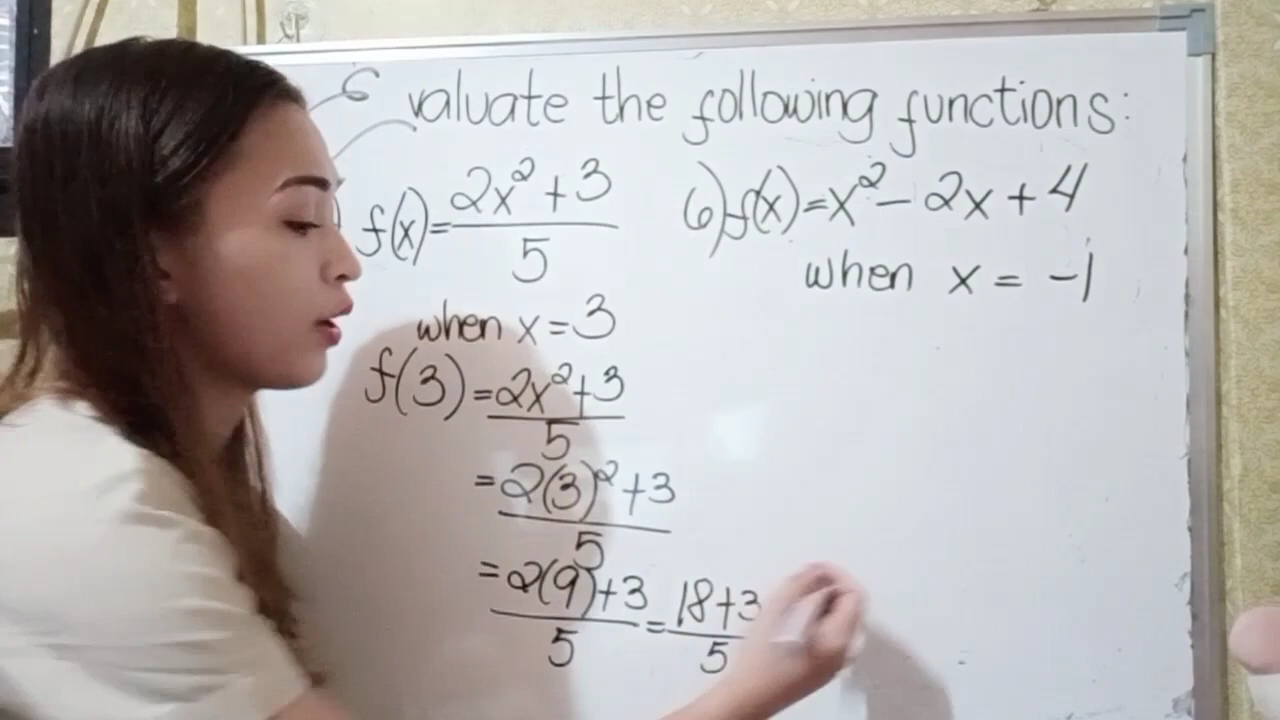 Evaluate the following functions:
) f(x) = (2x² + 3)/5
when x = 3
f(3) = (2x² + 3)/5
= (2(3)² + 3)/5
= (2(9) + 3)/5 = (18 + 3)/5
6) f(x) = x² − 2x + 4
when x = -1